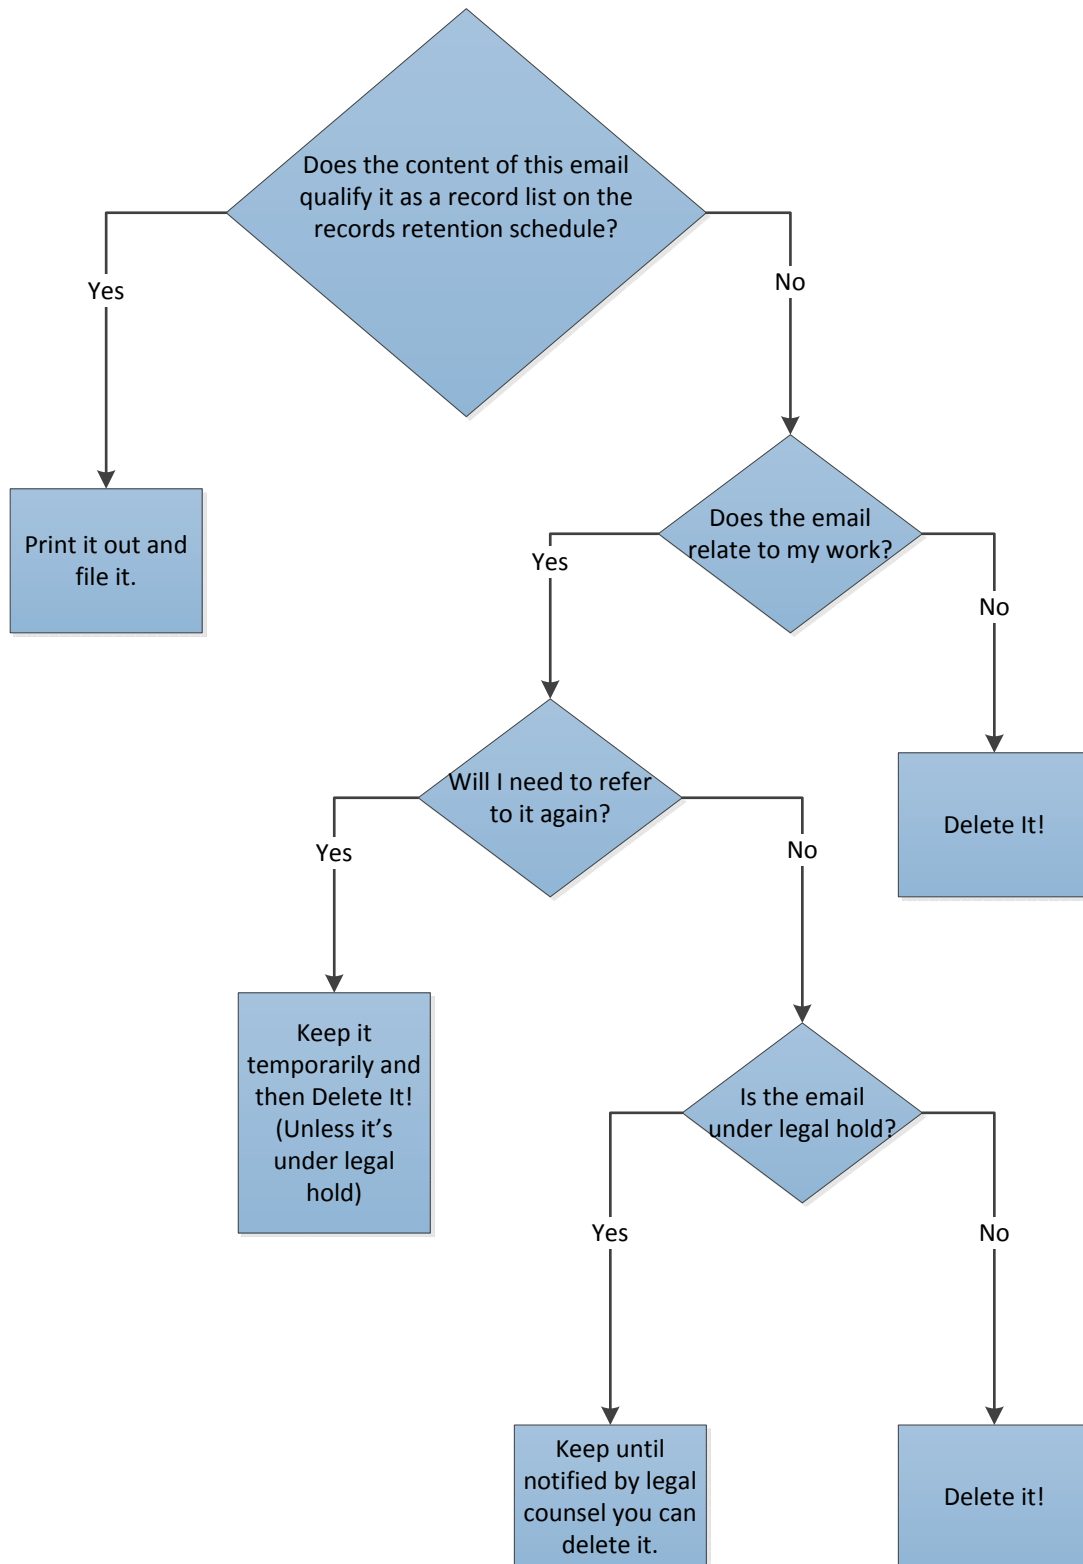 Does the content of this email
qualify it as a record list on the
records retention schedule?
Yes
No
Print it out and
file it.
Does the email
relate to my work?
Yes
No
Will I need to refer
to it again?
Delete It!
Yes
No
Keep it
temporarily and
then Delete It!
(Unless it’s
under legal
hold)
Is the email
under legal hold?
Yes
No
Keep until
notified by legal
counsel you can
delete it.
Delete it!